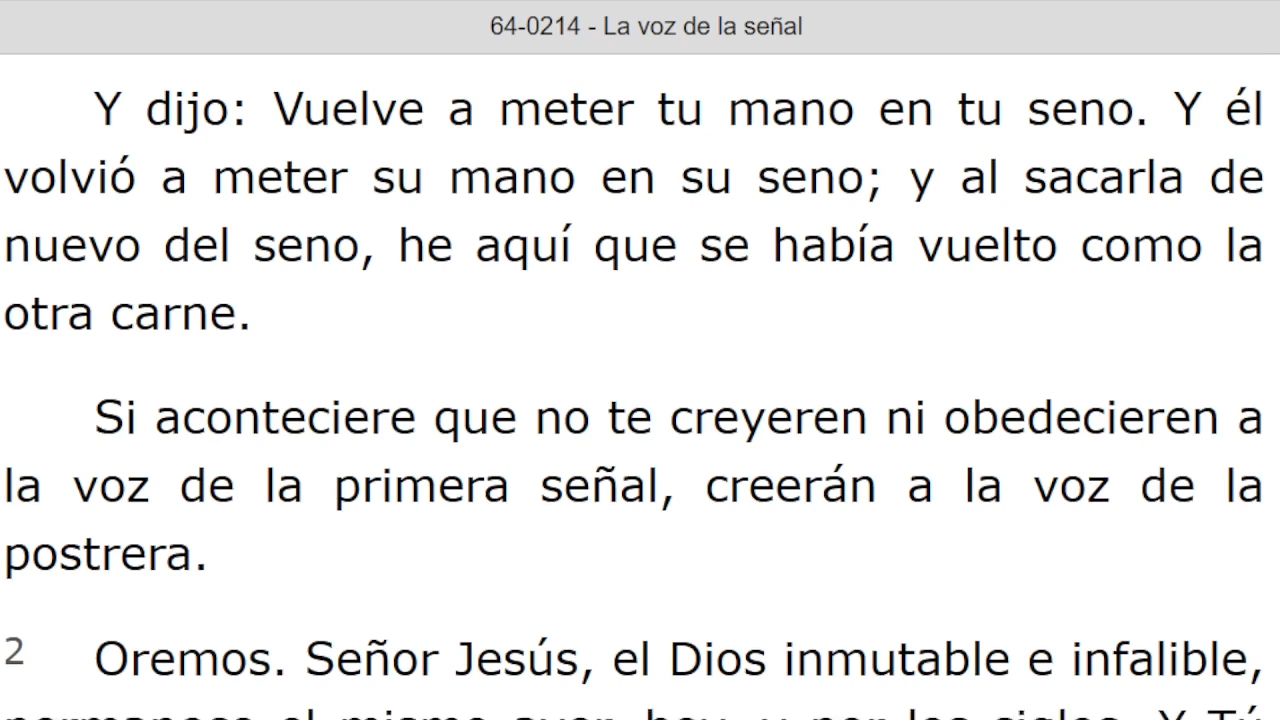 64-0214 - La voz de la señal
Y dijo: Vuelve a meter tu mano en tu seno. Y él
volvió a meter su mano en su seno; y al sacarla de
nuevo del seno, he aquí que se había vuelto como la
otra carne.
Si aconteciere que no te creyeren ni obedecieren a
la voz de la primera señal, creerán a la voz de la
postrera.
2 Oremos. Señor Jesús, el Dios inmutable e infalible,